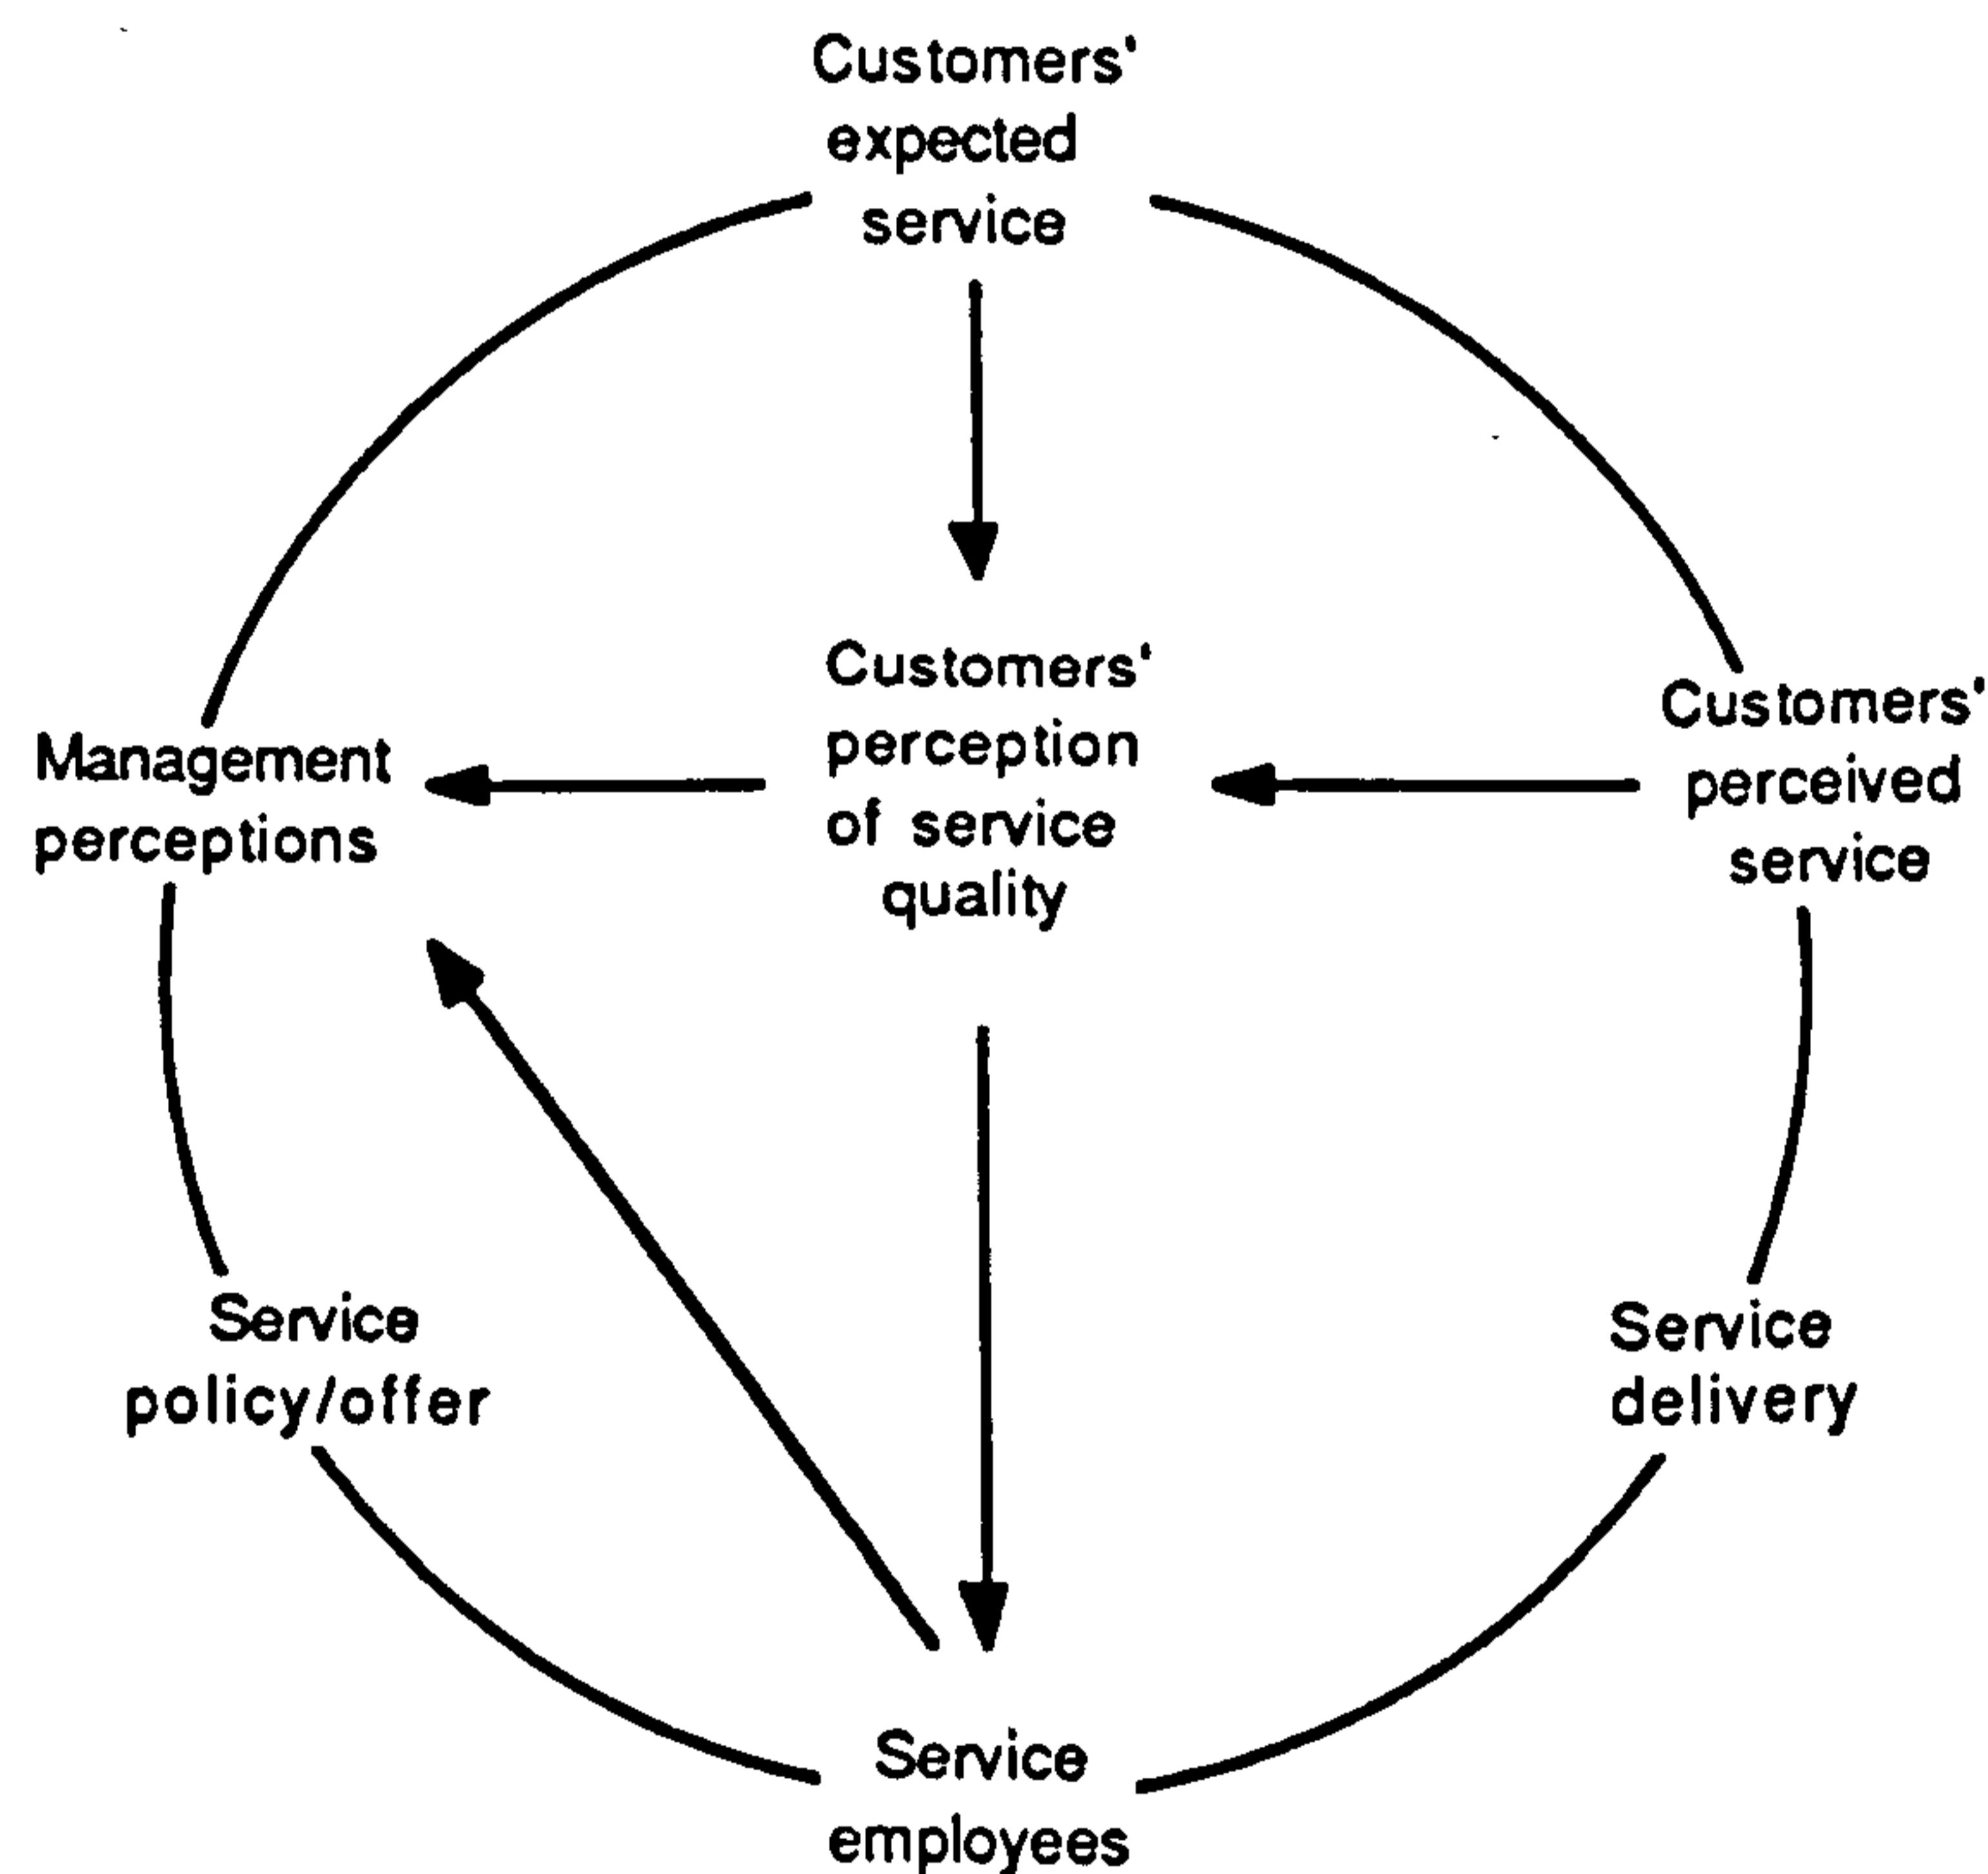 Customers'
expected
service
Customers'
perception
of service
quality
Management
perceptions
Customers'
perceived
service
Service
policy/offer
Service
delivery
Service
employees